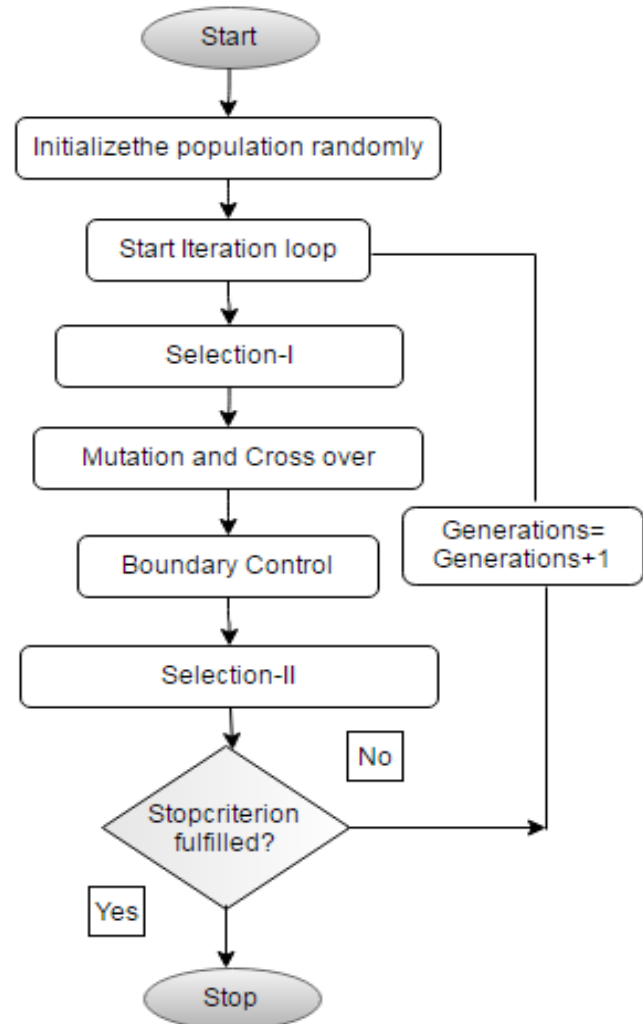 Start
Initializethe population randomly
Start Iteration loop
Selection-I
Mutation and Cross over
Generations=
Generations+1
Boundary Control
Selection-II
No
Stopcriterion
fulfilled?
Yes
Stop